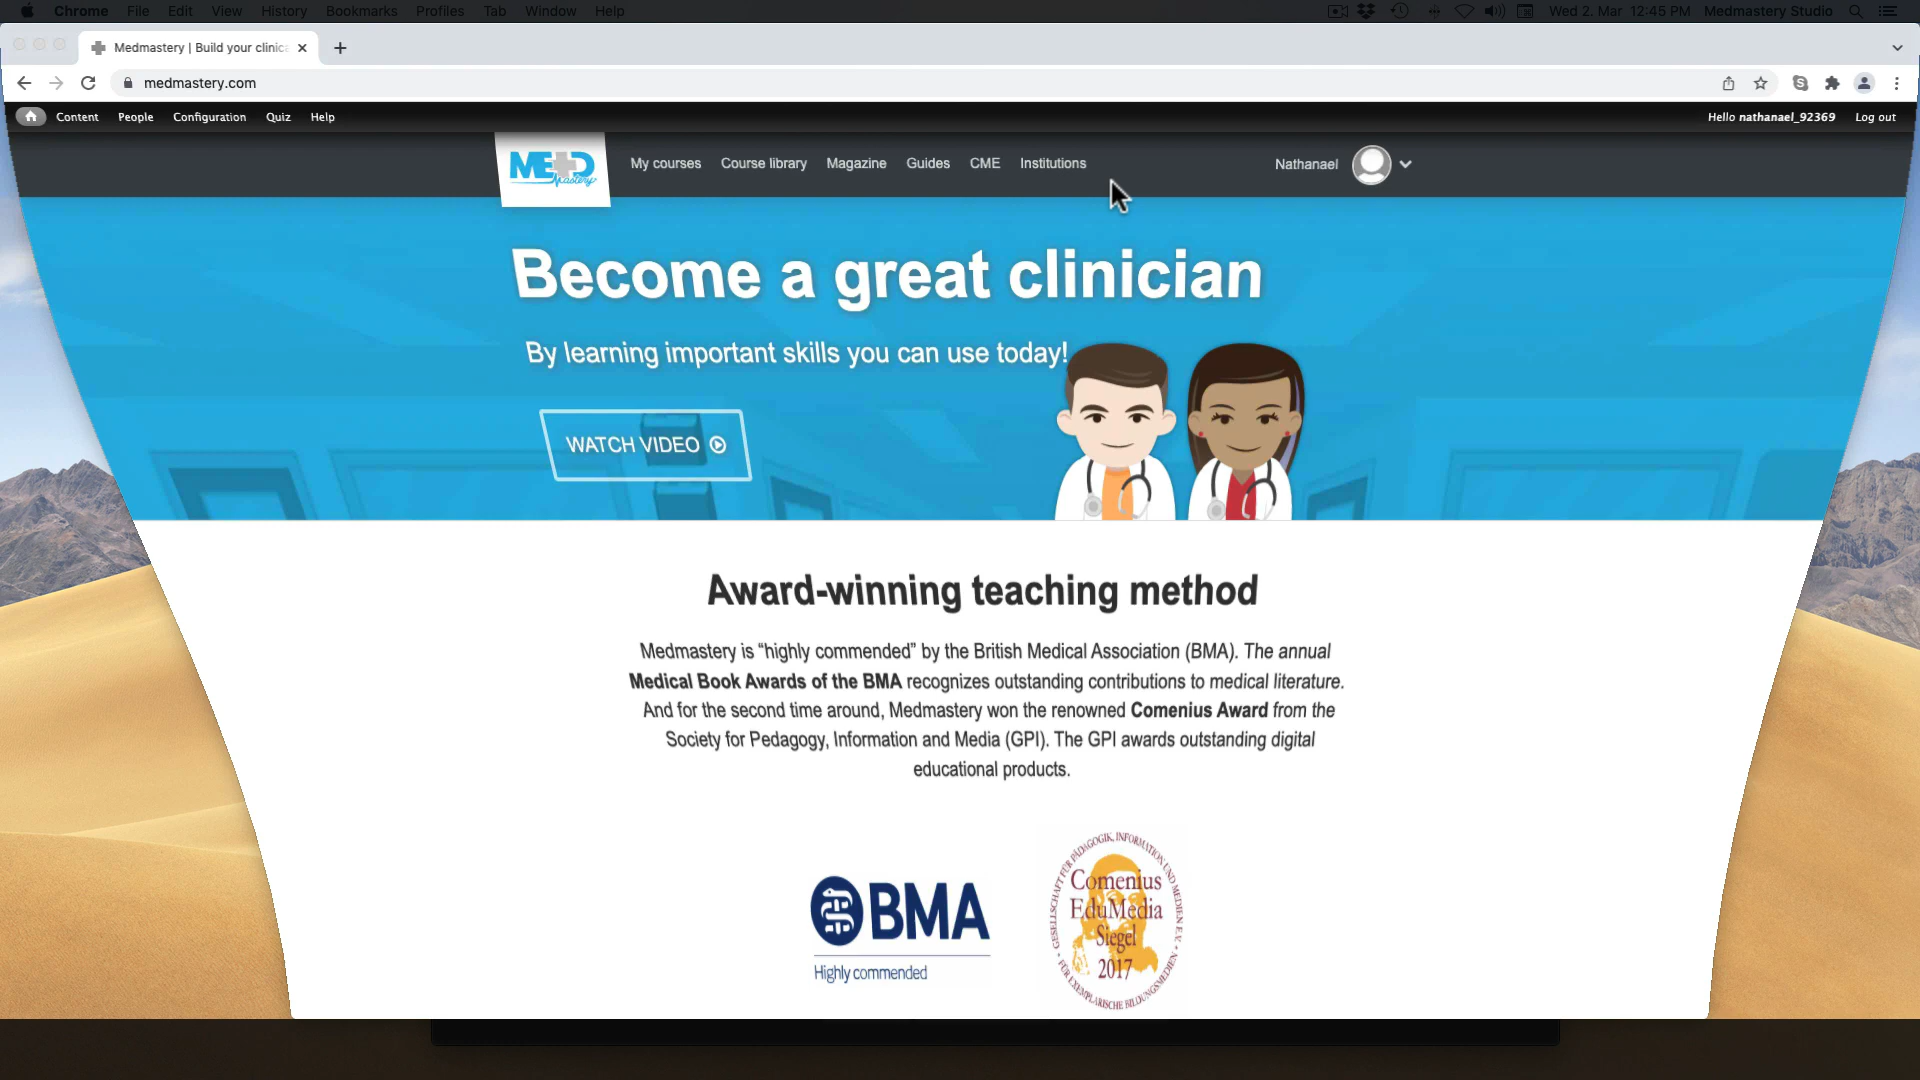 Chrome File Edit View History Bookmarks Profiles Tab Window Help
Wed 2. Mar 12:45 PM Medmastery Studio
Medmastery | Build your clinic
medmastery.com
Content People Configuration Quiz Help
Hello nathanael_92369 Log out
MED
mastery
My courses Course library Magazine Guides CME Institutions
Nathanael
Become a great clinician
By learning important skills you can use today!
WATCH VIDEO
Award-winning teaching method
Medmastery is “highly commended” by the British Medical Association (BMA). The annual
Medical Book Awards of the BMA recognizes outstanding contributions to medical literature.
And for the second time around, Medmastery won the renowned Comenius Award from the
Society for Pedagogy, Information and Media (GPI). The GPI awards outstanding digital
educational products.
BMA
Highly commended
GESELLSCHAFT FÜR PÄDAGOGIK, INFORMATION UND MEDIEN E.V.
Comenius
EduMedia
Siegel
2017
FÜR EXEMPLARISCHE BILDUNGSMEDIEN